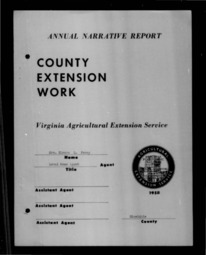 ANNUAL NARRATIVE REPORT
COUNTY
EXTENSION
WORK
Virginia Agricultural Extension Service
Name
Agent
Title
Assistant Agent
Assistant Agent
Assistant Agent
1959
County